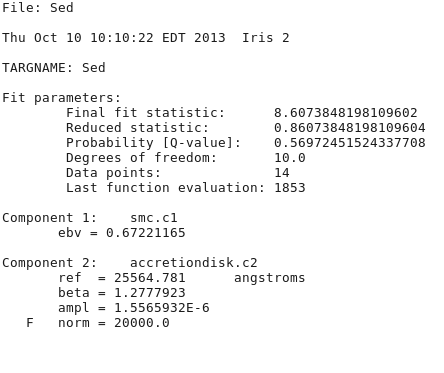 File: Sed
Thu Oct 10 10:10:22 EDT 2013  Iris 2
TARGNAME: Sed
Fit parameters:
Final fit statistic: 8.6073848198109602
Reduced statistic: 0.86073848198109604
Probability [Q-value]: 0.56972451524337708
Degrees of freedom: 10.0
Data points: 14
Last function evaluation: 1853
Component 1: smc.c1
ebv = 0.67221165
Component 2: accretiondisk.c2
ref = 25564.781 angstroms
beta = 1.2777923
ampl = 1.5565932E-6
F norm = 20000.0